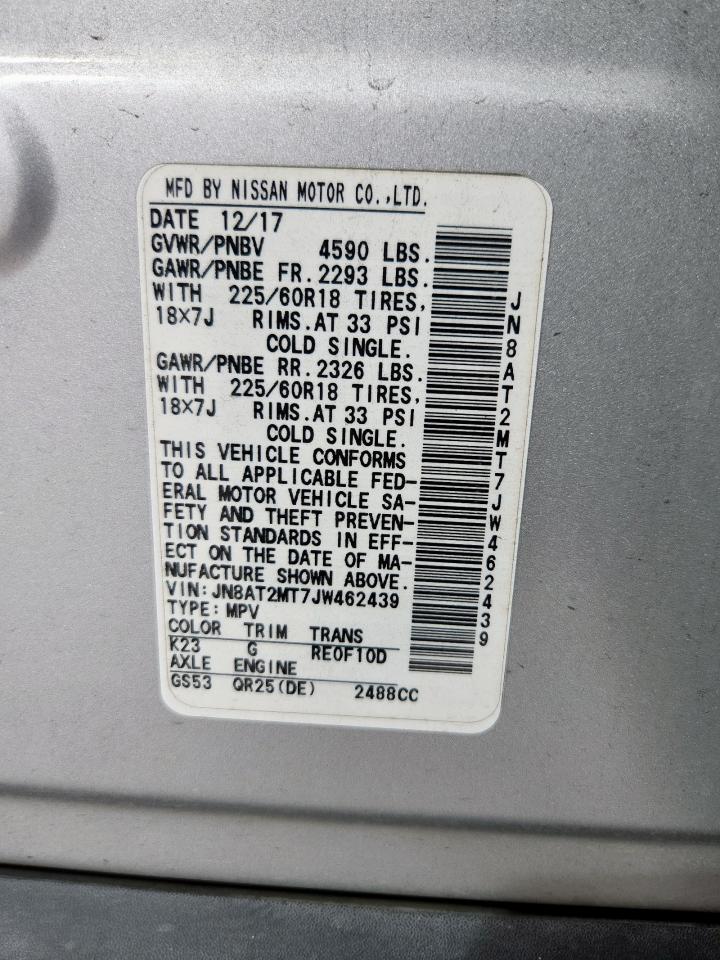 MFD BY NISSAN MOTOR CO.,LTD.
DATE 12/17
GVWR/PNBV 4590 LBS.
GAWR/PNBE FR. 2293 LBS.
WITH 225/60R18 TIRES,
18×7J RIMS.AT 33 PSI
COLD SINGLE.
GAWR/PNBE RR. 2326 LBS.
WITH 225/60R18 TIRES,
18×7J RIMS.AT 33 PSI
COLD SINGLE.
THIS VEHICLE CONFORMS
TO ALL APPLICABLE FED-
ERAL MOTOR VEHICLE SA-
FETY AND THEFT PREVEN-
TION STANDARDS IN EFF-
ECT ON THE DATE OF MA-
NUFACTURE SHOWN ABOVE.
VIN:JN8AT2MT7JW462439
TYPE:MPV
COLOR TRIM TRANS
K23 G RE0F10D
AXLE ENGINE
GS53 QR25(DE) 2488CC
JN8AT2MT7JW462439